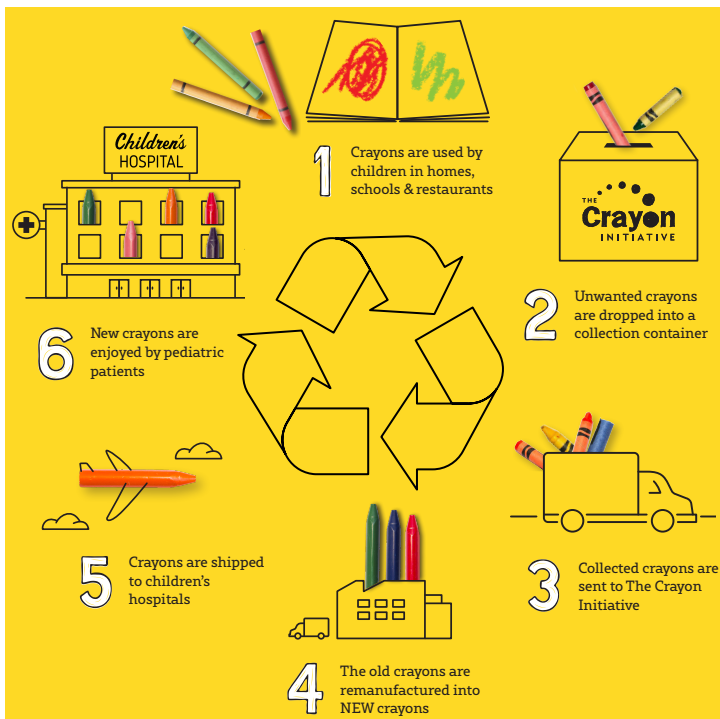 1
Crayons are used by
children in homes,
schools & restaurants
THE
Crayon
INITIATIVE
2
Unwanted crayons
are dropped into a
collection container
3
Collected crayons are
sent to The Crayon
Initiative
4
The old crayons are
remanufactured into
NEW crayons
5
Crayons are shipped
to children's
hospitals
Children's
HOSPITAL
6
New crayons are
enjoyed by pediatric
patients